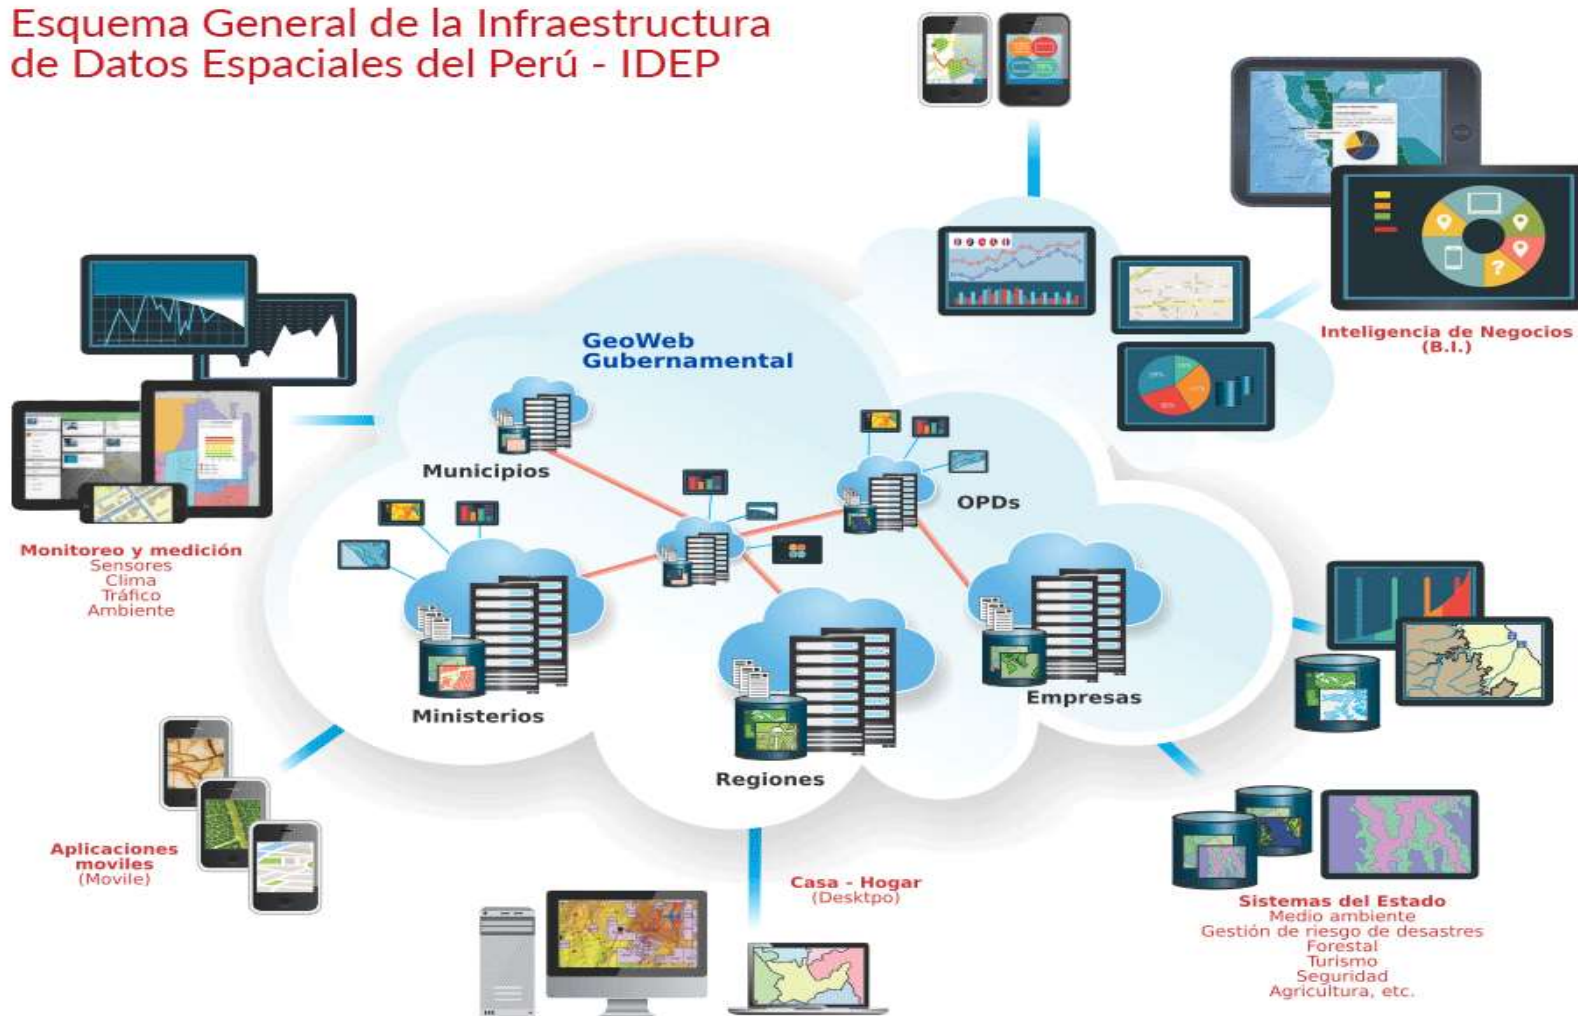 Esquema General de la Infraestructura
de Datos Espaciales del Perú - IDEP
GeoWeb
Gubernamental
Inteligencia de Negocios
(B.I.)
Municipios
OPDs
Monitoreo y medición
Sensores
Clima
Tráfico
Ambiente
Ministerios
Empresas
Regiones
Aplicaciones
moviles
(Movile)
Casa - Hogar
(Desktpo)
Sistemas del Estado
Medio ambiente
Gestión de riesgo de desastres
Forestal
Turismo
Seguridad
Agricultura, etc.